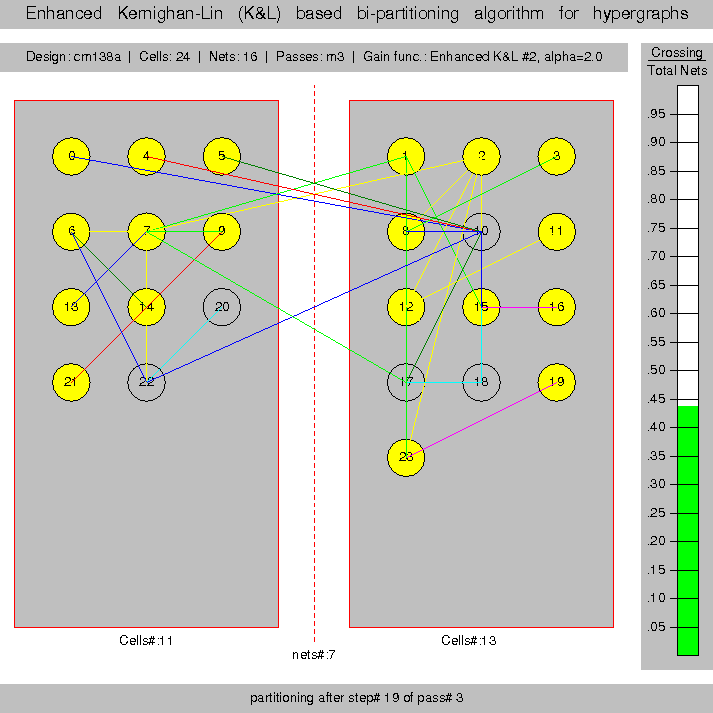 Enhanced Kernighan-Lin (K&L) based bi-partitioning algorithm for hypergraphs
Design: cm138a | Cells: 24 | Nets: 16 | Passes: m3 | Gain func.: Enhanced K&L #2, alpha=2.0
Crossing
Total Nets
0 4 5 1 2 3
6 7 9 8 10 11
13 14 20 12 15 16
21 22 17 18 19
23
.95
.90
.85
.80
.75
.70
.65
.60
.55
.50
.45
.40
.35
.30
.25
.20
.15
.10
.05
Cells#:11
Cells#:13
nets#:7
partitioning after step# 19 of pass# 3